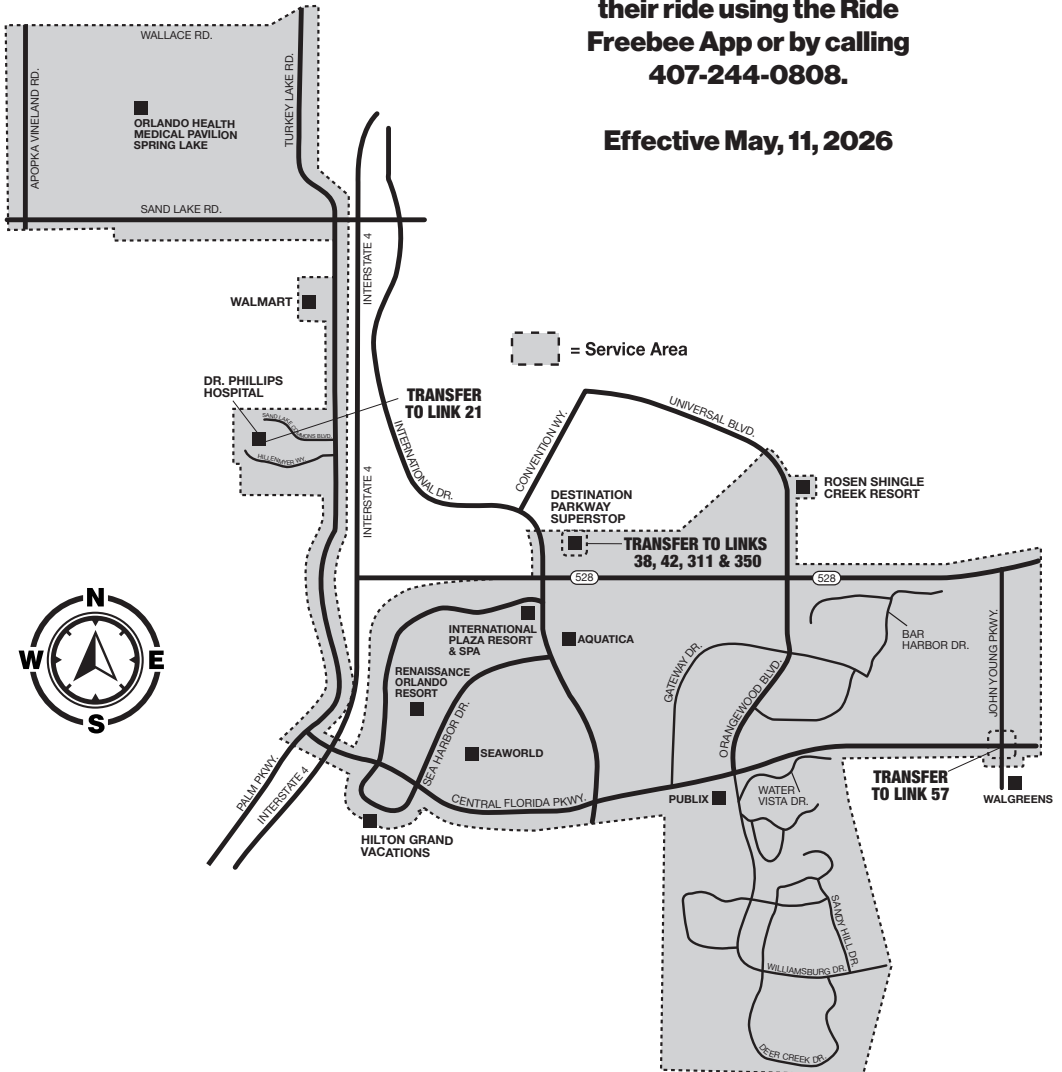 their ride using the Ride
Freebee App or by calling
407-244-0808.
Effective May, 11, 2026
WALLACE RD.
APOPKA VINELAND RD.
TURKEY LAKE RD.
ORLANDO HEALTH
MEDICAL PAVILION
SPRING LAKE
SAND LAKE RD.
INTERSTATE 4
WALMART
= Service Area
DR. PHILLIPS
HOSPITAL
TRANSFER
TO LINK 21
SAND LAKE COMMONS BLVD.
HILLENMYER WY.
INTERNATIONAL DR.
CONVENTION WY.
UNIVERSAL BLVD.
INTERSTATE 4
DESTINATION
PARKWAY
SUPERSTOP
ROSEN SHINGLE
CREEK RESORT
TRANSFER TO LINKS
38, 42, 311 & 350
528
528
N
W
E
S
INTERNATIONAL
PLAZA RESORT
& SPA
AQUATICA
BAR
HARBOR DR.
JOHN YOUNG PKWY.
RENAISSANCE
ORLANDO
RESORT
GATEWAY DR.
ORANGEWOOD BLVD.
SEA HARBOR DR.
SEAWORLD
PALM PKWY.
INTERSTATE 4
CENTRAL FLORIDA PKWY.
PUBLIX
WATER
VISTA DR.
TRANSFER
TO LINK 57
WALGREENS
HILTON GRAND
VACATIONS
SANDY HILL DR.
WILLIAMSBURG DR.
DEER CREEK DR.